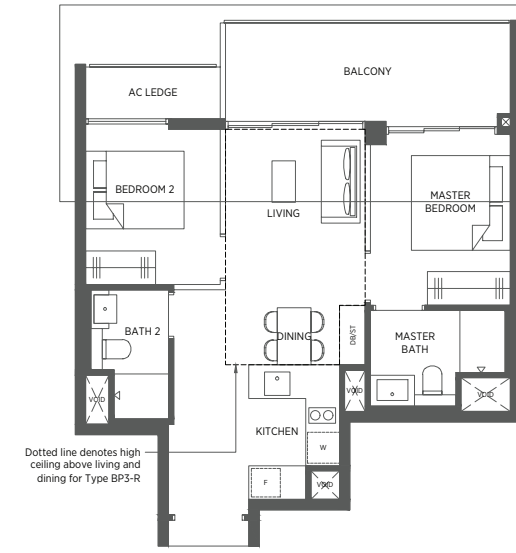 BALCONY
AC LEDGE
BEDROOM 2
LIVING
MASTER
BEDROOM
DINING
DB/ST
BATH 2
MASTER
BATH
VOID
VOID
VOID
KITCHEN
W
F
VOID
Dotted line denotes high
ceiling above living and
dining for Type BP3-R